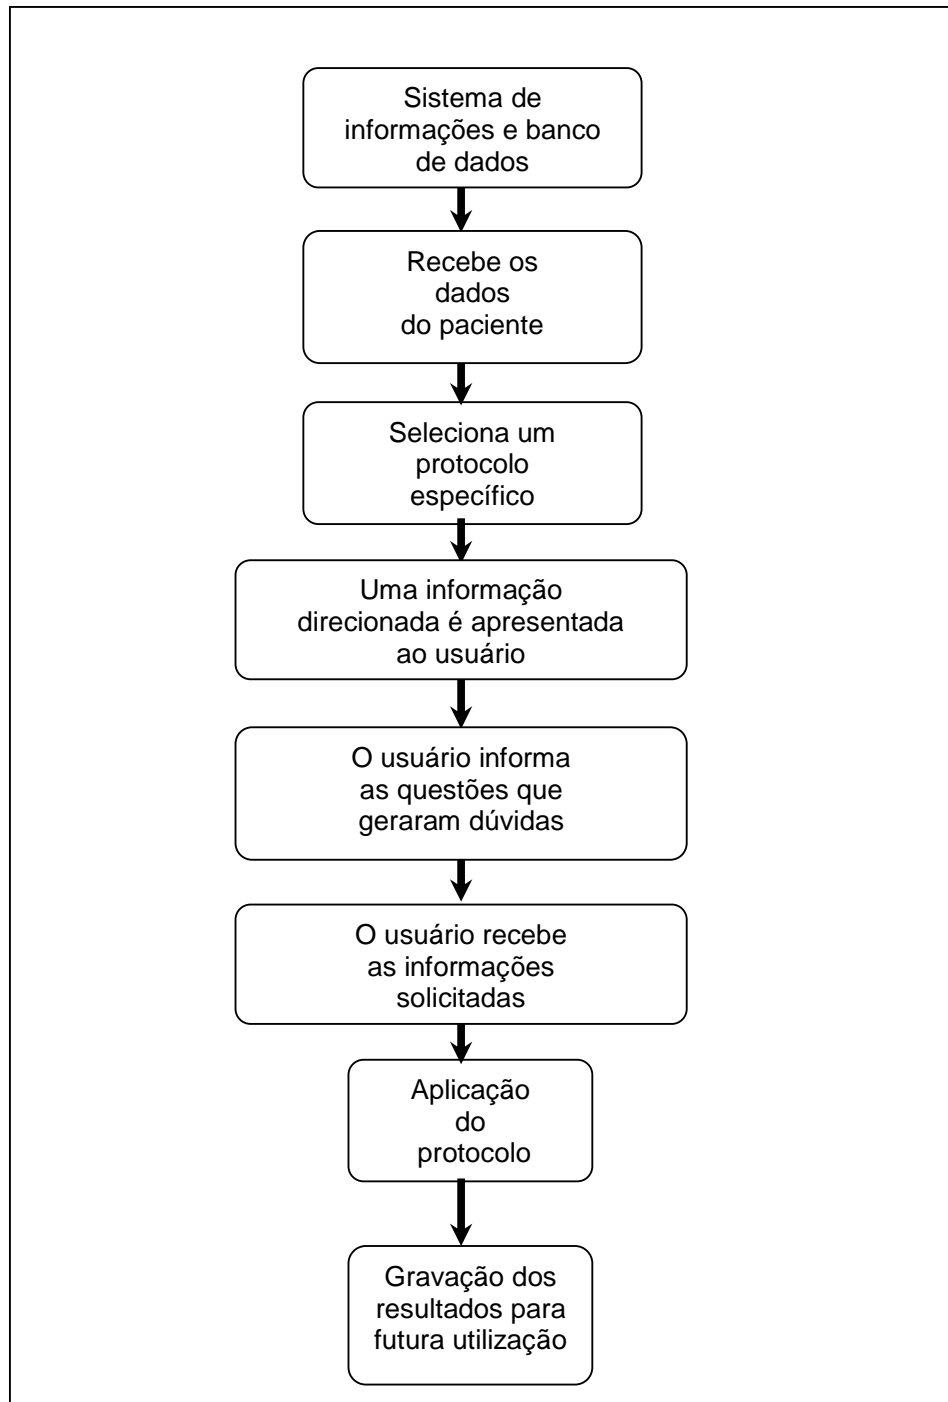 Sistema de
informações e banco
de dados
Recebe os
dados
do paciente
Seleciona um
protocolo
específico
Uma informação
direcionada é apresentada
ao usuário
O usuário informa
as questões que
geraram dúvidas
O usuário recebe
as informações
solicitadas
Aplicação
do
protocolo
Gravação dos
resultados para
futura utilização